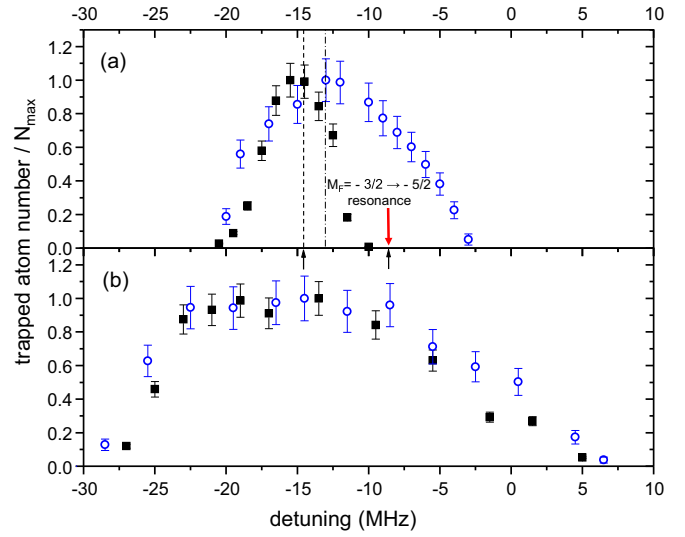 -30 -25 -20 -15 -10 -5 0 5 10
(a)
1.2
1.0
0.8
0.6
0.4
0.2
0.0
M_F = - 3/2 → - 5/2
resonance
(b)
1.2
1.0
0.8
0.6
0.4
0.2
0.0
-30 -25 -20 -15 -10 -5 0 5 10
detuning (MHz)
trapped atom number / N_max